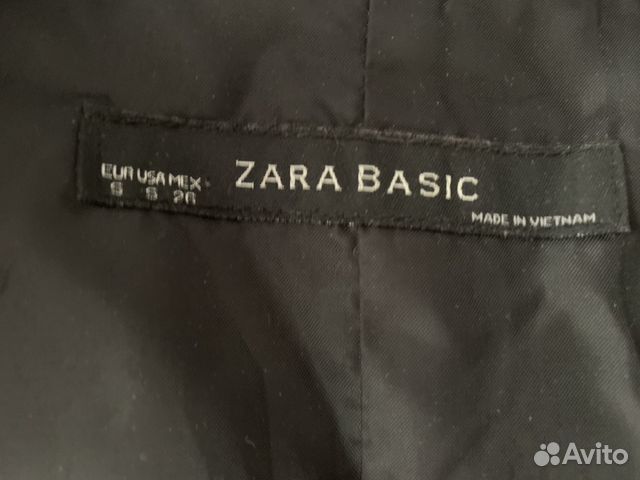 EUR USA MEX
S S 26
ZARA BASIC
MADE IN VIETNAM
Avito